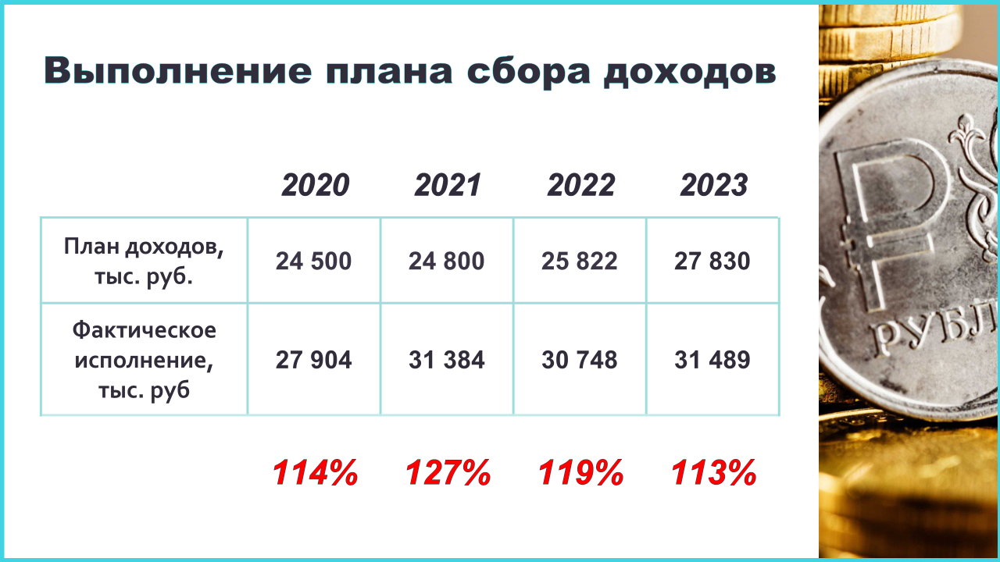 Выполнение плана сбора доходов
2020 2021 2022 2023
План доходов,
тыс. руб.
24 500 24 800 25 822 27 830
Фактическое
исполнение,
тыс. руб
27 904 31 384 30 748 31 489
114% 127% 119% 113%